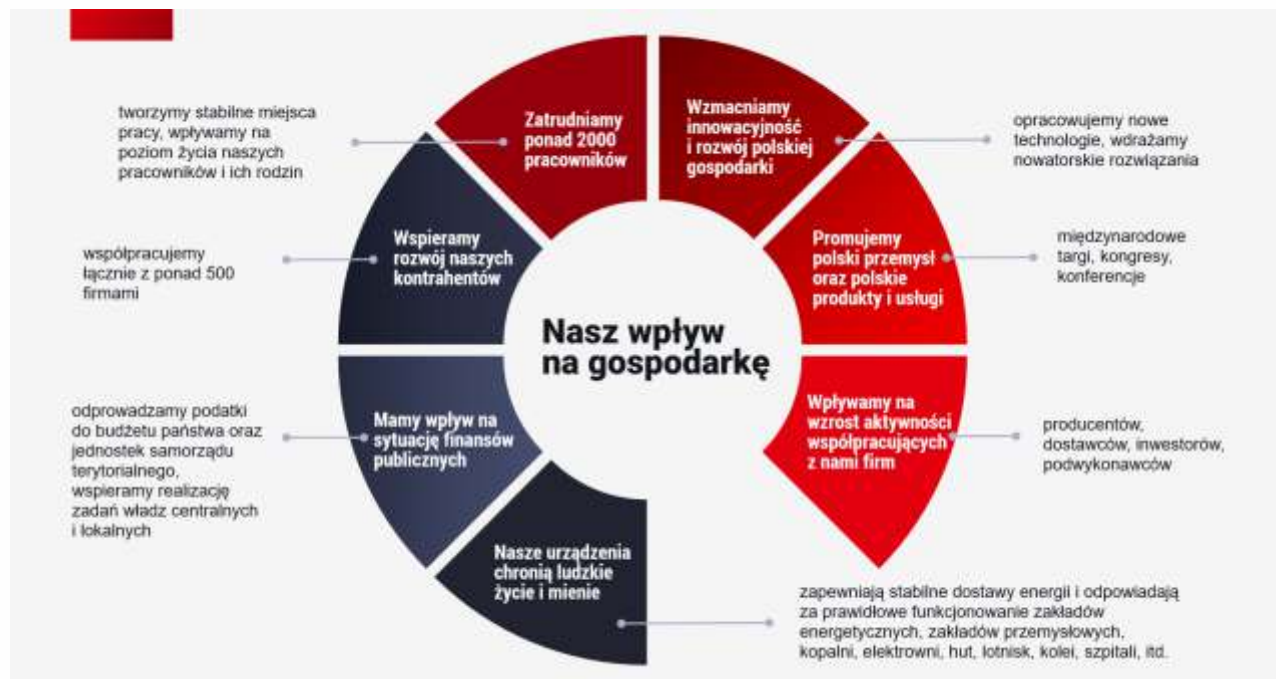 Nasz wpływ
na gospodarkę
Zatrudniamy
ponad 2000
pracowników
tworzymy stabilne miejsca
pracy, wpływamy na
poziom życia naszych
pracowników i ich rodzin
Wzmacniamy
innowacyjność
i rozwój polskiej
gospodarki
opracowujemy nowe
technologie, wdrażamy
nowatorskie rozwiązania
Wspieramy
rozwój naszych
kontrahentów
współpracujemy
łącznie z ponad 500
firmami
Promujemy
polski przemysł
oraz polskie
produkty i usługi
międzynarodowe
targi, kongresy,
konferencje
Mamy wpływ na
sytuację finansów
publicznych
odprowadzamy podatki
do budżetu państwa oraz
jednostek samorządu
terytorialnego,
wspieramy realizację
zadań władz centralnych
i lokalnych
Wpływamy na
wzrost aktywności
współpracujących
z nami firm
producentów,
dostawców, inwestorów,
podwykonawców
Nasze urządzenia
chronią ludzkie
życie i mienie
zapewniają stabilne dostawy energii i odpowiadają
za prawidłowe funkcjonowanie zakładów
energetycznych, zakładów przemysłowych,
kopalni, elektrowni, hut, lotnisk, kolei, szpitali, itd.